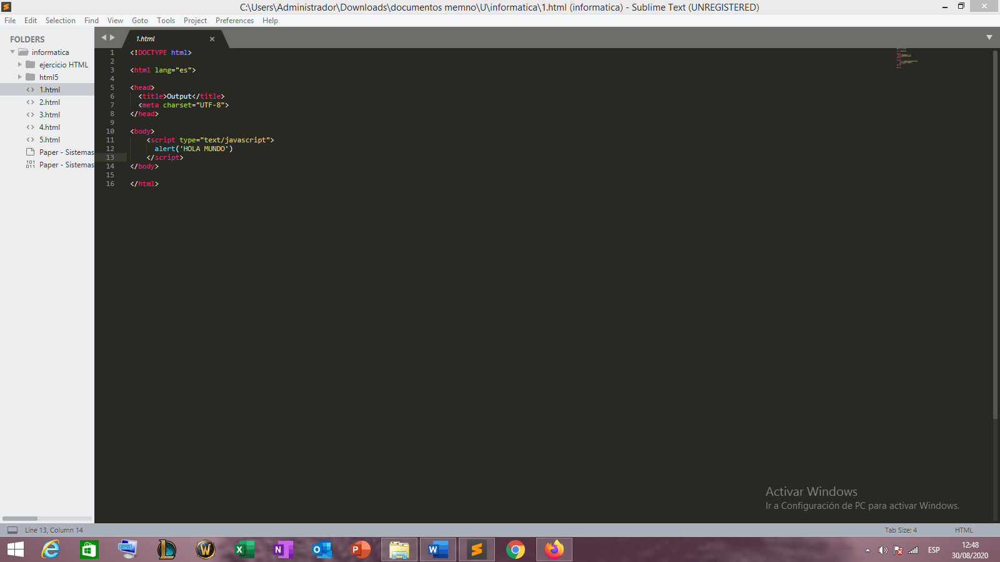 C:\Users\Administrador\Downloads\documentos memno\U\informatica\1.html (informatica) - Sublime Text (UNREGISTERED)
File Edit Selection Find View Goto Tools Project Preferences Help
FOLDERS
informatica
ejercicio HTML
html5
1.html
2.html
3.html
4.html
5.html
Paper - Sistemas
Paper - Sistemas
1.html
1 <!DOCTYPE html>
2
3 <html lang="es">
4
5 <head>
6 <title>Output</title>
7 <meta charset="UTF-8">
8 </head>
9
10 <body>
11 <script type="text/javascript">
12 alert('HOLA MUNDO')
13 </script>
14 </body>
15
16 </html>
Activar Windows
Ir a Configuración de PC para activar Windows.
Line 13, Column 14
Tab Size: 4
HTML
ESP
12:48
30/08/2020